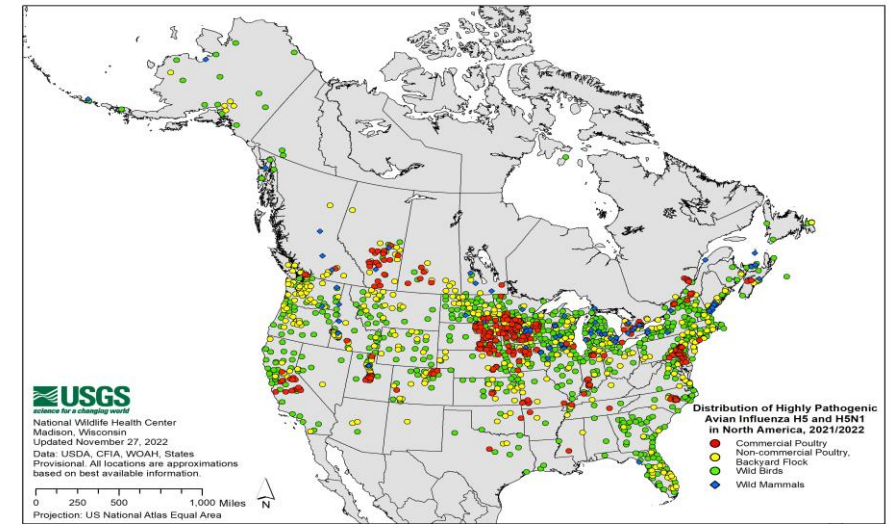 USGS
science for a changing world
National Wildlife Health Center
Madison, Wisconsin
Updated November 27, 2022
Data: USDA, CFIA, WOAH, States
Provisional. All locations are approximations
based on best available information.
0 250 500 1,000 Miles
N
Projection: US National Atlas Equal Area
Distribution of Highly Pathogenic
Avian Influenza H5 and H5N1
in North America, 2021/2022
Commercial Poultry
Non-commercial Poultry,
Backyard Flock
Wild Birds
Wild Mammals